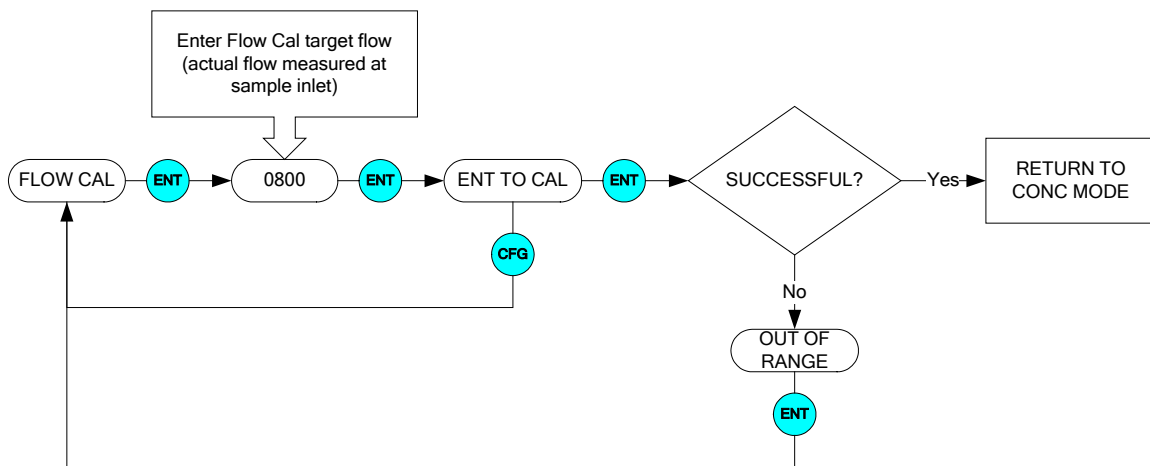 Enter Flow Cal target flow
(actual flow measured at
sample inlet)
FLOW CAL
ENT
0800
ENT
ENT TO CAL
ENT
SUCCESSFUL?
Yes
RETURN TO
CONC MODE
CFG
No
OUT OF
RANGE
ENT